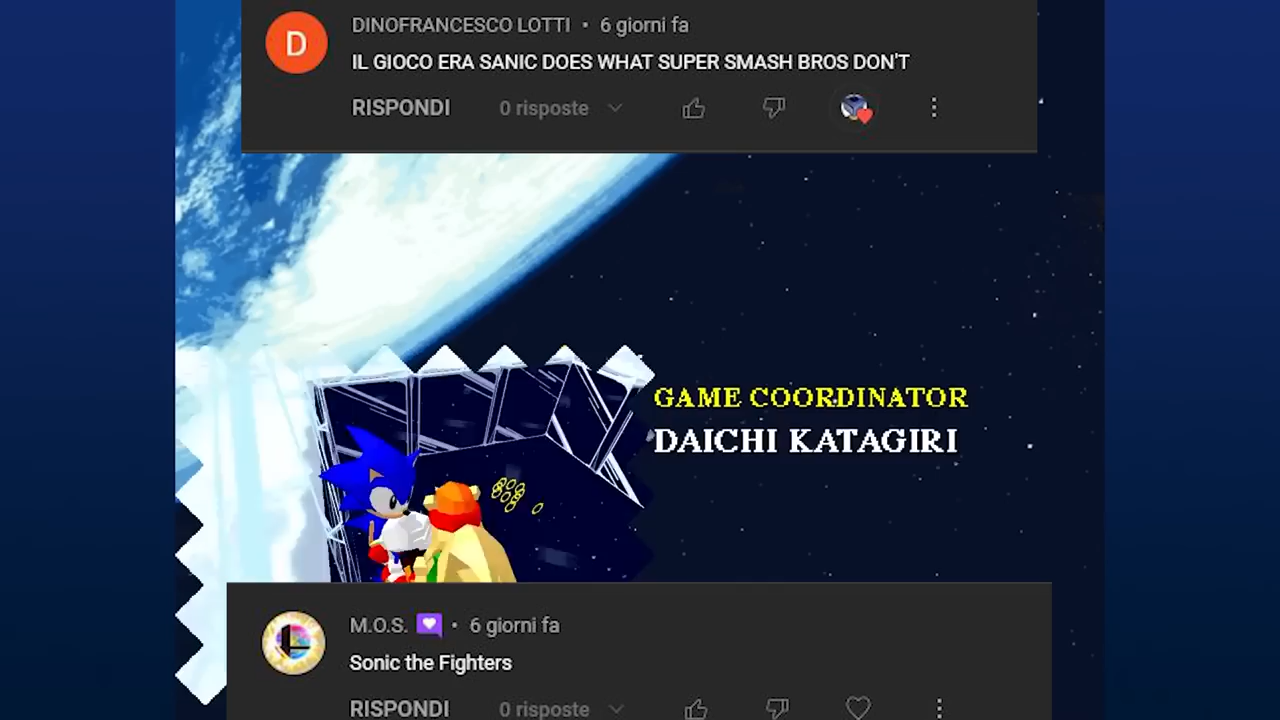 D
DINOFRANCESCO LOTTI • 6 giorni fa
IL GIOCO ERA SANIC DOES WHAT SUPER SMASH BROS DON'T
RISPONDI 0 risposte
GAME COORDINATOR
DAICHI KATAGIRI
M.O.S. • 6 giorni fa
Sonic the Fighters
RISPONDI 0 risposte